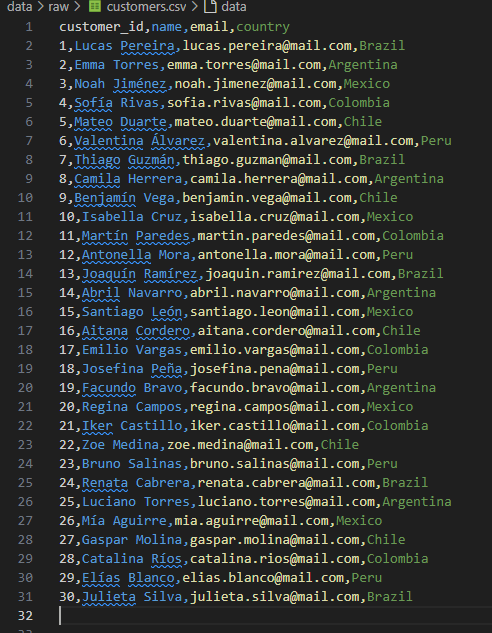 data > raw > customers.csv > data
1 customer_id,name,email,country
2 1,Lucas Pereira,lucas.pereira@mail.com,Brazil
3 2,Emma Torres,emma.torres@mail.com,Argentina
4 3,Noah Jiménez,noah.jimenez@mail.com,Mexico
5 4,Sofía Rivas,sofia.rivas@mail.com,Colombia
6 5,Mateo Duarte,mateo.duarte@mail.com,Chile
7 6,Valentina Álvarez,valentina.alvarez@mail.com,Peru
8 7,Thiago Guzmán,thiago.guzman@mail.com,Brazil
9 8,Camila Herrera,camila.herrera@mail.com,Argentina
10 9,Benjamín Vega,benjamin.vega@mail.com,Chile
11 10,Isabella Cruz,isabella.cruz@mail.com,Mexico
12 11,Martín Paredes,martin.paredes@mail.com,Colombia
13 12,Antonella Mora,antonella.mora@mail.com,Peru
14 13,Joaquín Ramírez,joaquin.ramirez@mail.com,Brazil
15 14,Abril Navarro,abril.navarro@mail.com,Argentina
16 15,Santiago León,santiago.leon@mail.com,Mexico
17 16,Aitana Cordero,aitana.cordero@mail.com,Chile
18 17,Emilio Vargas,emilio.vargas@mail.com,Colombia
19 18,Josefina Peña,josefina.pena@mail.com,Peru
20 19,Facundo Bravo,facundo.bravo@mail.com,Argentina
21 20,Regina Campos,regina.campos@mail.com,Mexico
22 21,Iker Castillo,iker.castillo@mail.com,Colombia
23 22,Zoe Medina,zoe.medina@mail.com,Chile
24 23,Bruno Salinas,bruno.salinas@mail.com,Peru
25 24,Renata Cabrera,renata.cabrera@mail.com,Brazil
26 25,Luciano Torres,luciano.torres@mail.com,Argentina
27 26,Mía Aguirre,mia.aguirre@mail.com,Mexico
28 27,Gaspar Molina,gaspar.molina@mail.com,Chile
29 28,Catalina Ríos,catalina.rios@mail.com,Colombia
30 29,Elías Blanco,elias.blanco@mail.com,Peru
31 30,Julieta Silva,julieta.silva@mail.com,Brazil
32